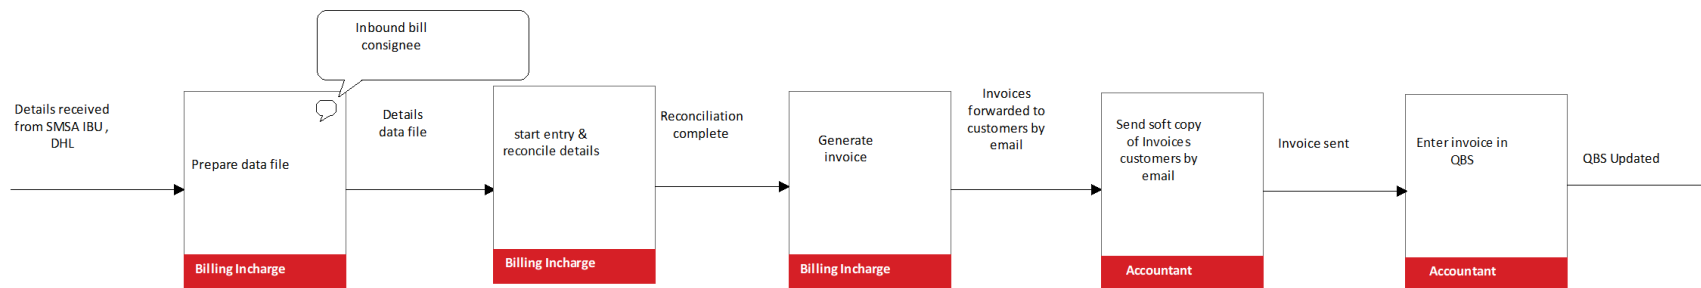 Inbound bill
consignee
Details received
from SMSA IBU ,
DHL
Prepare data file
Billing Incharge
Details
data file
start entry &
reconcile details
Billing Incharge
Reconciliation
complete
Generate
invoice
Billing Incharge
Invoices
forwarded to
customers by
email
Send soft copy
of Invoices
customers by
email
Accountant
Invoice sent
Enter invoice in
QBS
Accountant
QBS Updated